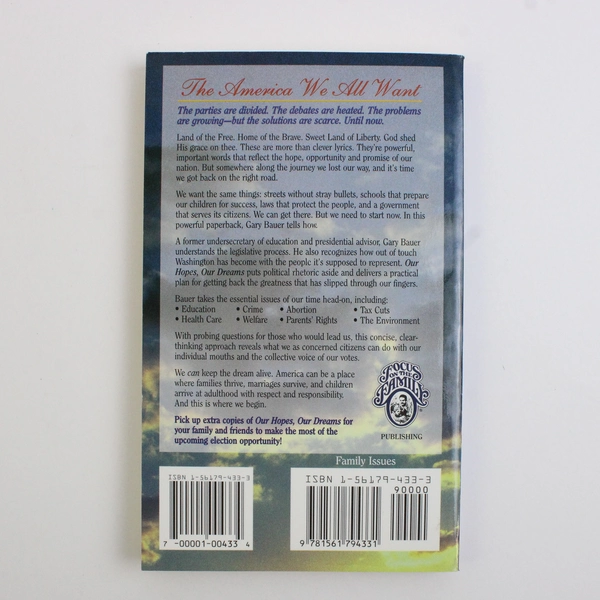 The America We All Want
The parties are divided. The debates are heated. The problems
are growing—but the solutions are scarce. Until now.
Land of the Free. Home of the Brave. Sweet Land of Liberty. God shed
His grace on thee. These are more than clever lyrics. They're powerful,
important words that reflect the hope, opportunity and promise of our
nation. But somewhere along the journey we lost our way, and it's time
we got back on the right road.
We want the same things: streets without stray bullets, schools that prepare
our children for success, laws that protect the people, and a government
that serves its citizens. We can get there. But we need to start now. In this
powerful paperback, Gary Bauer tells how.
A former undersecretary of education and presidential advisor, Gary Bauer
understands the legislative process. He also recognizes how out of touch
Washington has become with the people it's supposed to represent. Our
Hopes, Our Dreams puts political rhetoric aside and delivers a practical
plan for getting back the greatness that has slipped through our fingers.
Bauer takes the essential issues of our time head-on, including:
• Education • Crime • Abortion • Tax Cuts
• Health Care • Welfare • Parents' Rights • The Environment
With probing questions for those who would lead us, this concise, clear-
thinking approach reveals what we as concerned citizens can do with our
individual mouths and the collective voice of our votes.
We can keep the dream alive. America can be a place
where families thrive, marriages survive, and children
arrive at adulthood with respect and responsibility.
And this is where we begin.
Pick up extra copies of Our Hopes, Our Dreams for
your family and friends to make the most of the
upcoming election opportunity!
FOCUS
ON THE
FAMILY
PUBLISHING
Family Issues
ISBN 1-56179-433-3
7 -00001-00433 4
ISBN 1-56179-433-3
90000
9 781561 794331